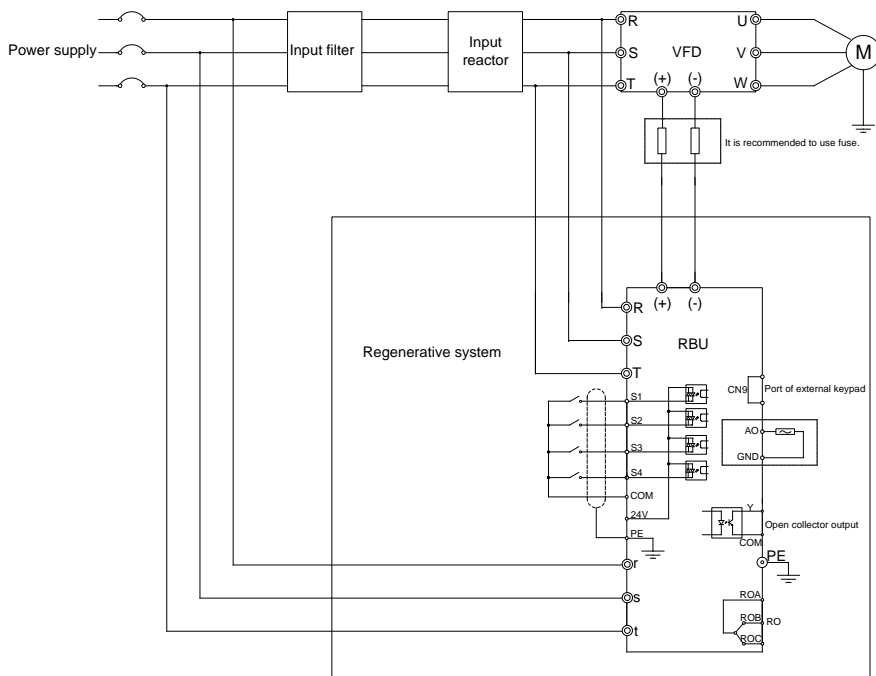 R
U
Power supply
Input filter
Input
reactor
S
VFD
V
M
T
W
(+)
(-)
It is recommended to use fuse.
(+)
(-)
R
S
RBU
Regenerative system
T
CN9
Port of external keypad
S1
S2
AO
S3
GND
S4
COM
24V
Y
Open collector output
PE
COM
PE
r
ROA
s
ROB
RO
t
ROC